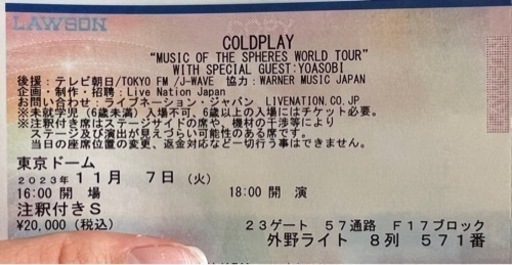 LAWSON
COLDPLAY
"MUSIC OF THE SPHERES WORLD TOUR"
WITH SPECIAL GUEST:YOASOBI
後援：テレビ朝日/TOKYO FM /J-WAVE 協力：WARNER MUSIC JAPAN
企画・制作・招聘：Live Nation Japan
お問い合わせ：ライブネーション・ジャパン LIVENATION.CO.JP
※未就学児（6歳未満）入場不可、6歳以上の入場にはチケット必要。
※注釈付き席はステージサイドの席や、機材の干渉等により
ステージ及び演出が見えづらい可能性のある席です。
当日の座席位置の変更、返金対応など一切行う事はできません。
東京ドーム
2023年 11月 7日（火）
16:00 開 場 18:00 開 演
注釈付きS
¥20,000（税込）
23ゲート 57通路 F17ブロック
外野ライト 8列 571番